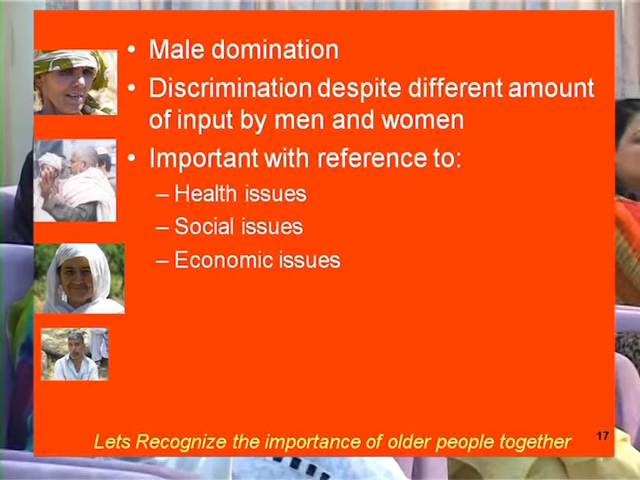 • Male domination
• Discrimination despite different amount
of input by men and women
• Important with reference to:
– Health issues
– Social issues
– Economic issues
Lets Recognize the importance of older people together
17